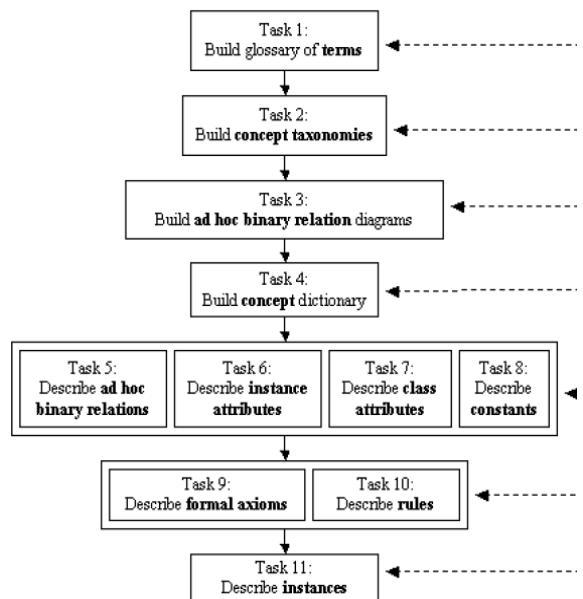 Task 1:
Build glossary of terms
Task 2:
Build concept taxonomies
Task 3:
Build ad hoc binary relation diagrams
Task 4:
Build concept dictionary
Task 5:
Describe ad hoc
binary relations
Task 6:
Describe instance
attributes
Task 7:
Describe class
attributes
Task 8:
Describe
constants
Task 9:
Describe formal axioms
Task 10:
Describe rules
Task 11:
Describe instances